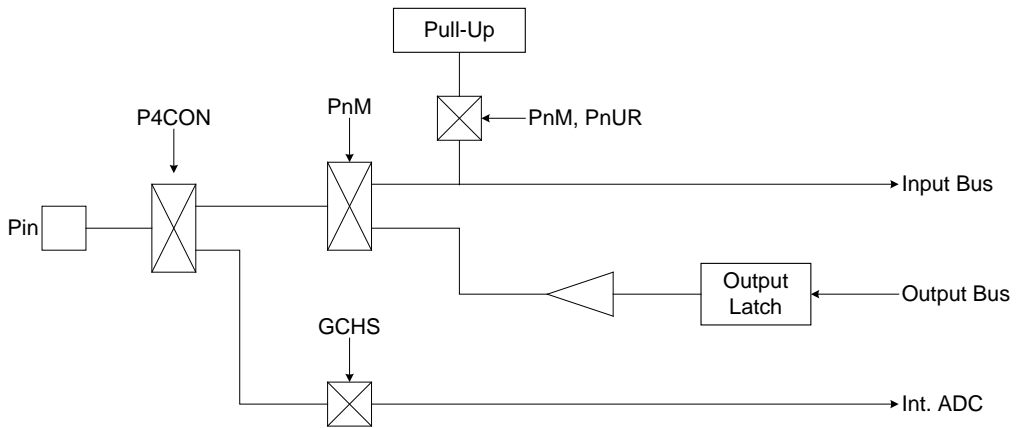 Pull-Up
P4CON
PnM
PnM, PnUR
Input Bus
Pin
Output
Latch
Output Bus
GCHS
Int. ADC